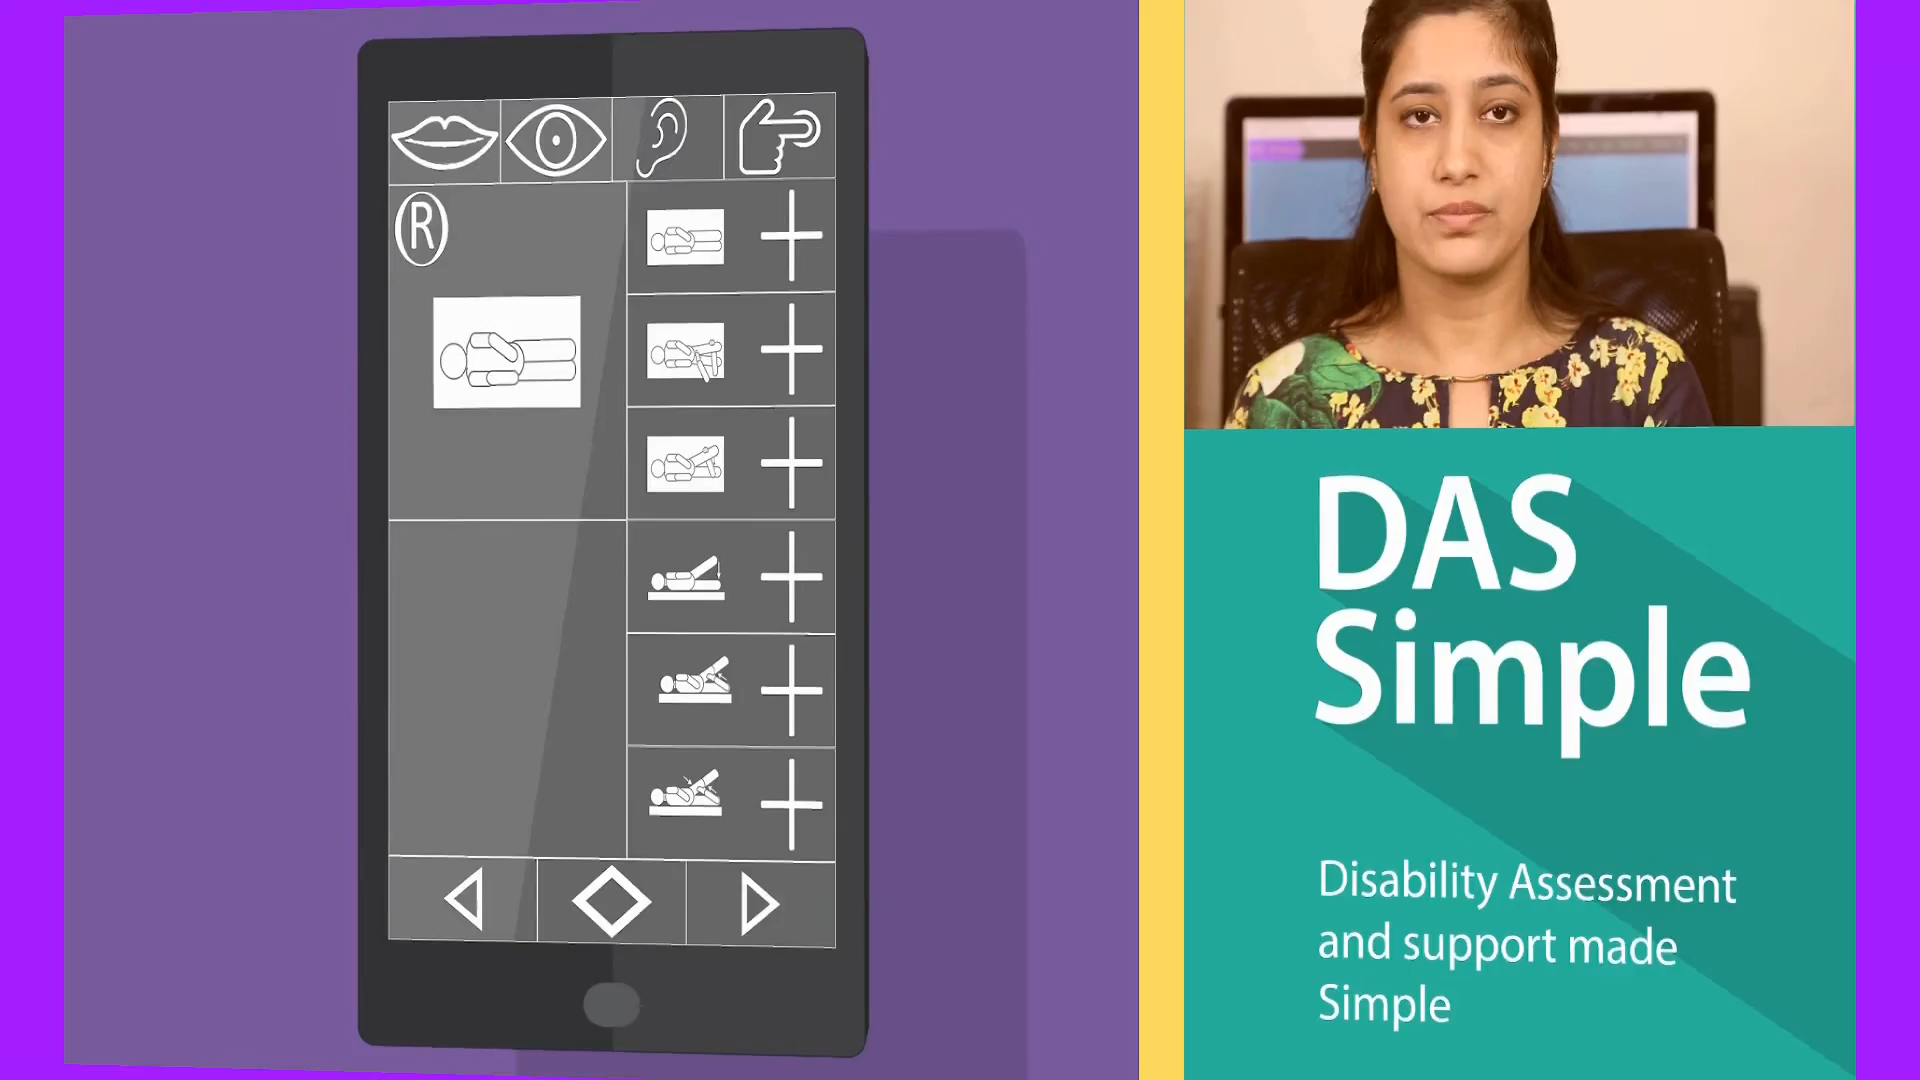 R
DAS
Simple
Disability Assessment
and support made
Simple